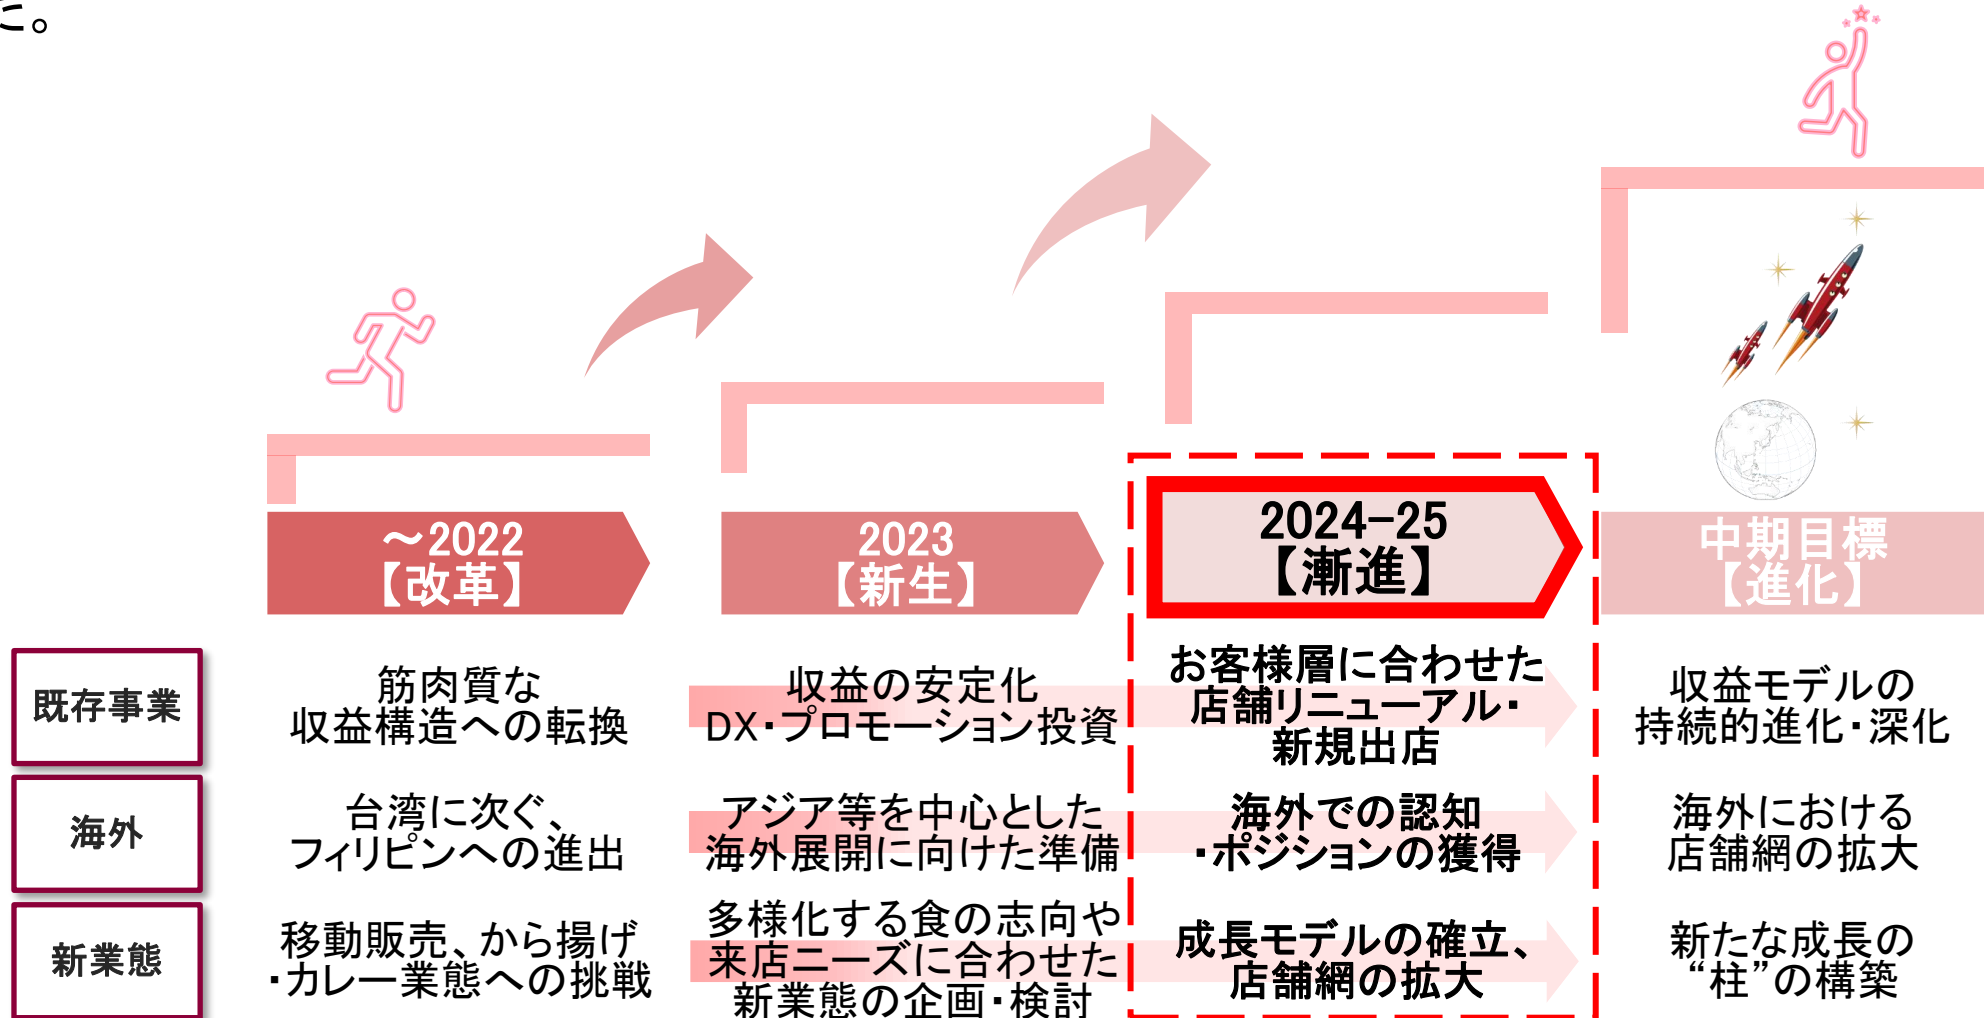 た。
～2022
【改革】
2023
【新生】
2024-25
【漸進】
中期目標
【進化】
既存事業
筋肉質な
収益構造への転換
収益の安定化
DX・プロモーション投資
お客様層に合わせた
店舗リニューアル・
新規出店
収益モデルの
持続的進化・深化
海外
台湾に次ぐ、
フィリピンへの進出
アジア等を中心とした
海外展開に向けた準備
海外での認知
・ポジションの獲得
海外における
店舗網の拡大
新業態
移動販売、から揚げ
・カレー業態への挑戦
多様化する食の志向や
来店ニーズに合わせた
新業態の企画・検討
成長モデルの確立、
店舗網の拡大
新たな成長の
“柱”の構築